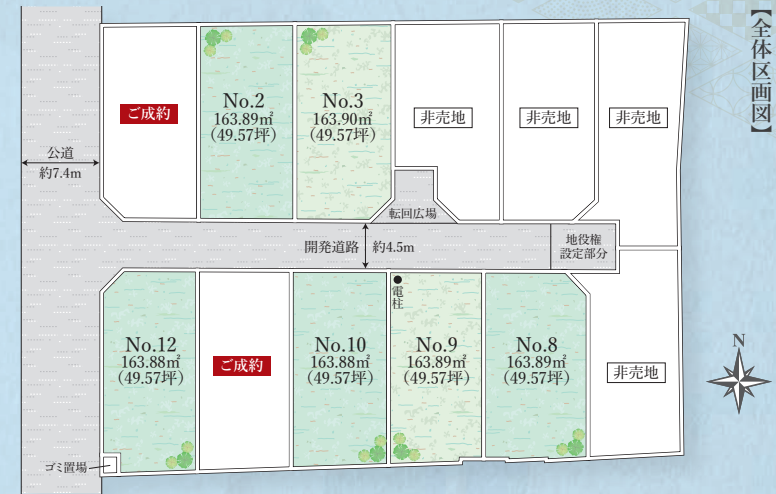 【全体区画図】
ご成約
No.2
163.89㎡
(49.57坪)
No.3
163.90㎡
(49.57坪)
非売地
非売地
非売地
公道
約7.4m
転回広場
開発道路
約4.5m
地役権
設定部分
電柱
No.12
163.88㎡
(49.57坪)
ご成約
No.10
163.88㎡
(49.57坪)
No.9
163.89㎡
(49.57坪)
No.8
163.89㎡
(49.57坪)
非売地
N
ゴミ置場